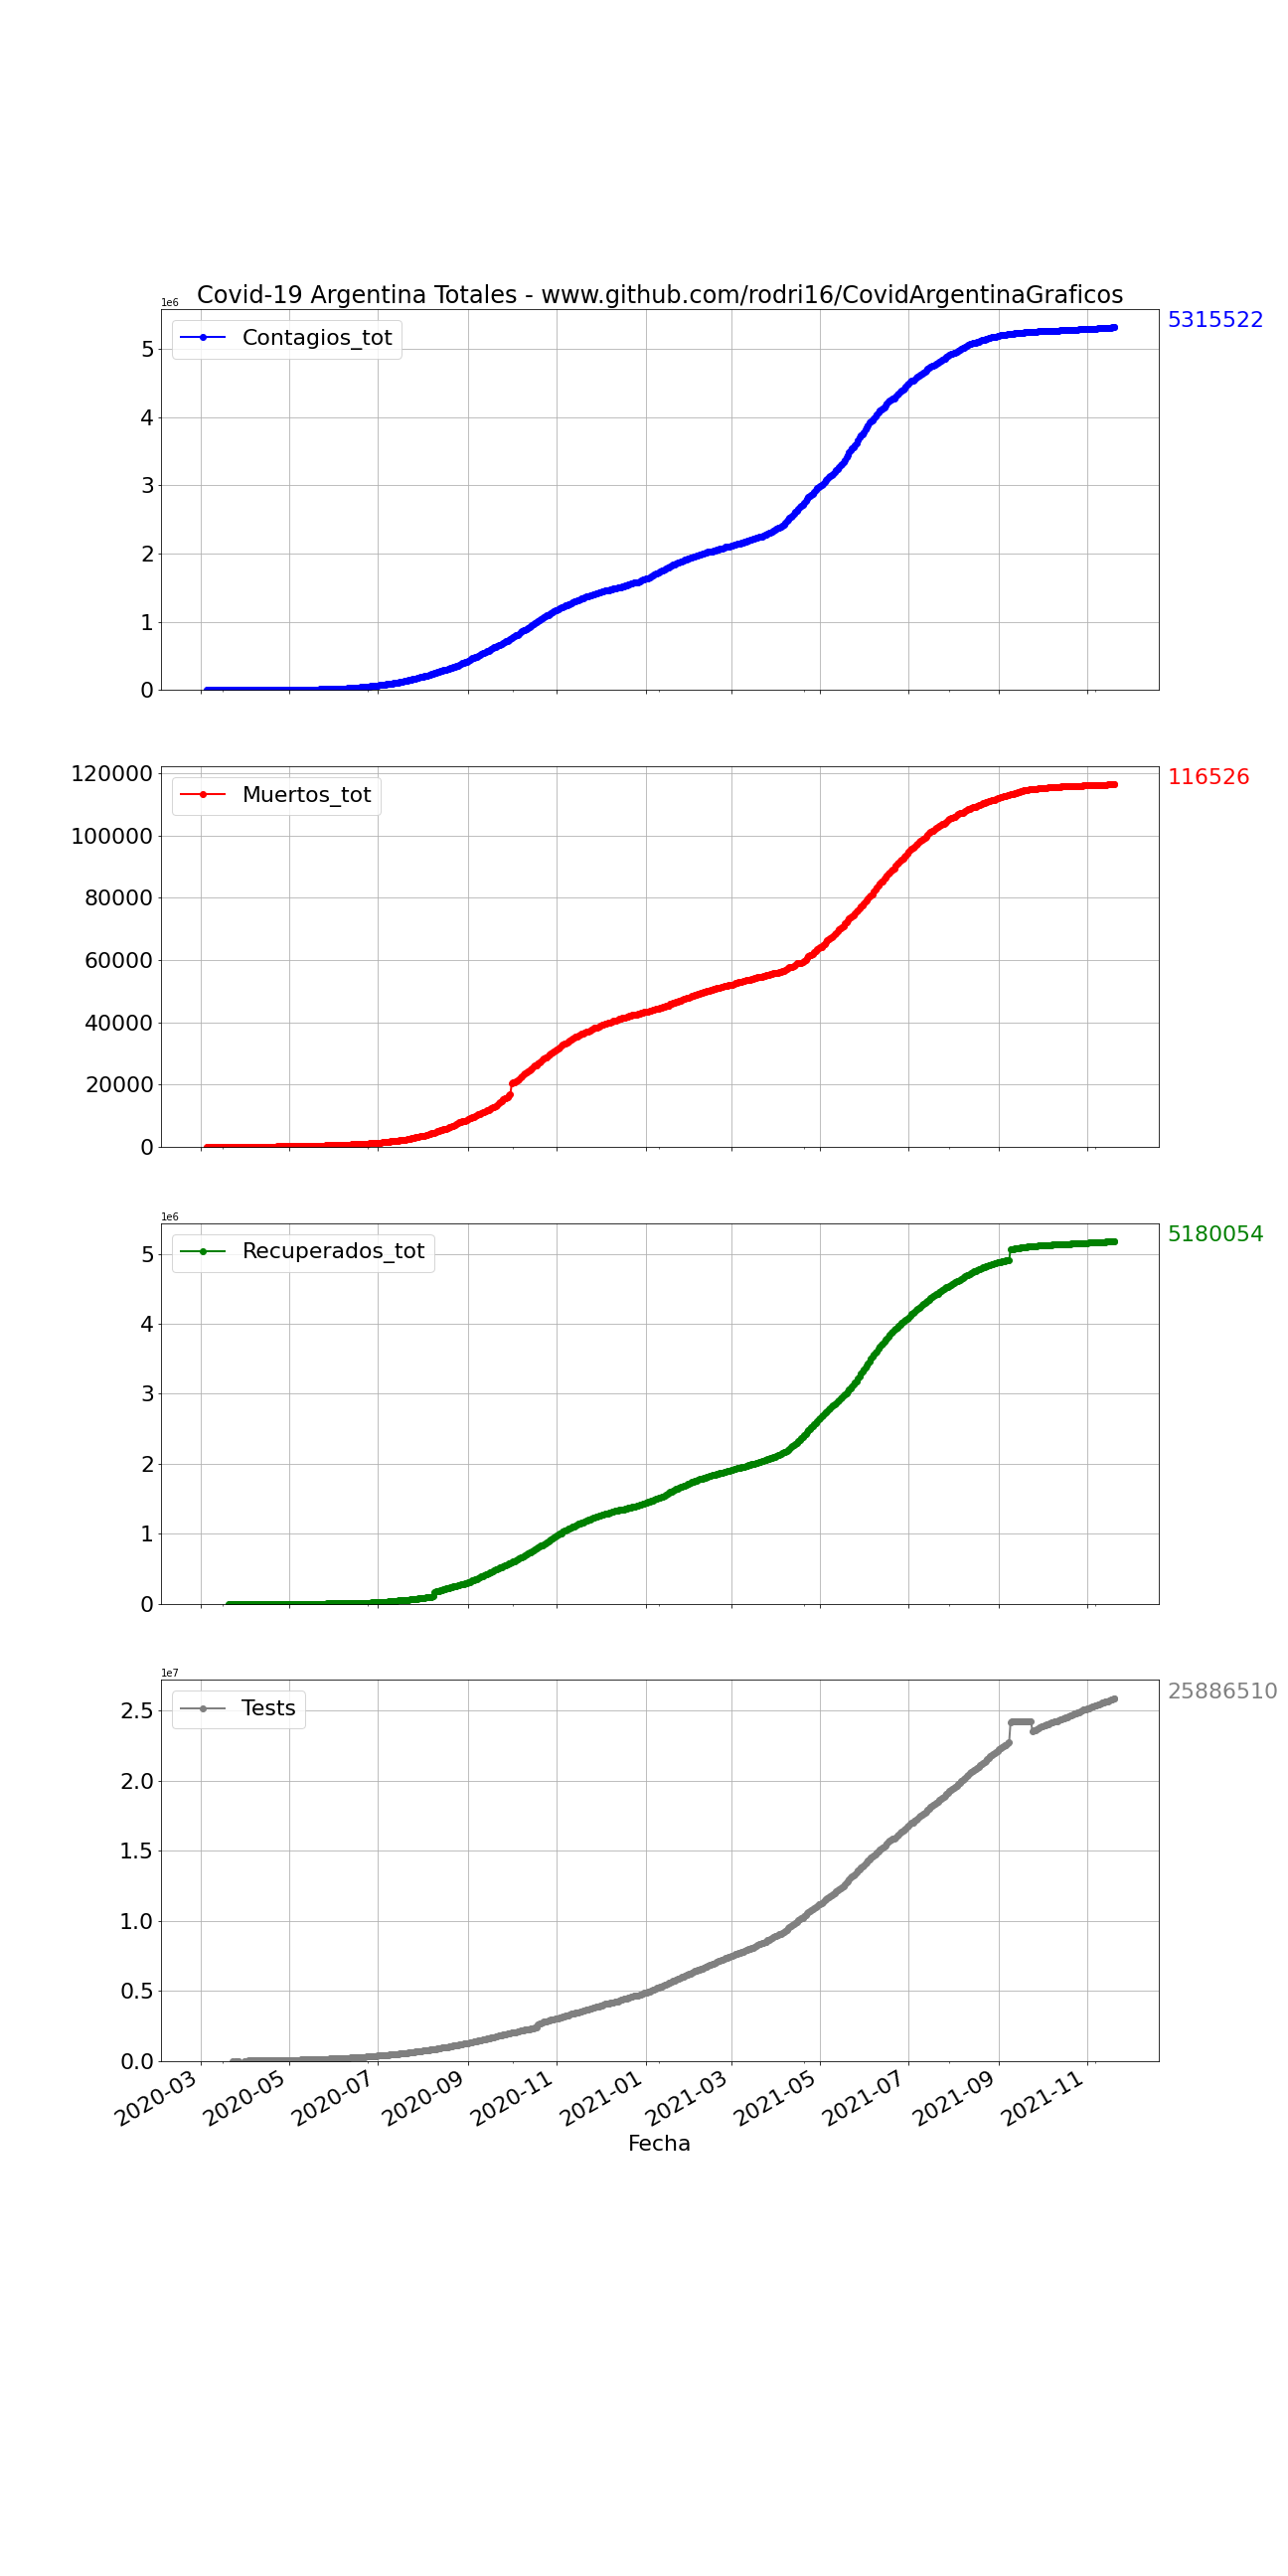 Covid-19 Argentina Totales - www.github.com/rodri16/CovidArgentinaGraficos
1e6
5315522
Contagios_tot
5
4
3
2
1
0
116526
Muertos_tot
120000
100000
80000
60000
40000
20000
0
1e6
5180054
Recuperados_tot
5
4
3
2
1
0
1e7
25886510
Tests
2.5
2.0
1.5
1.0
0.5
0.0
2020-03 2020-05 2020-07 2020-09 2020-11 2021-01 2021-03 2021-05 2021-07 2021-09 2021-11
Fecha